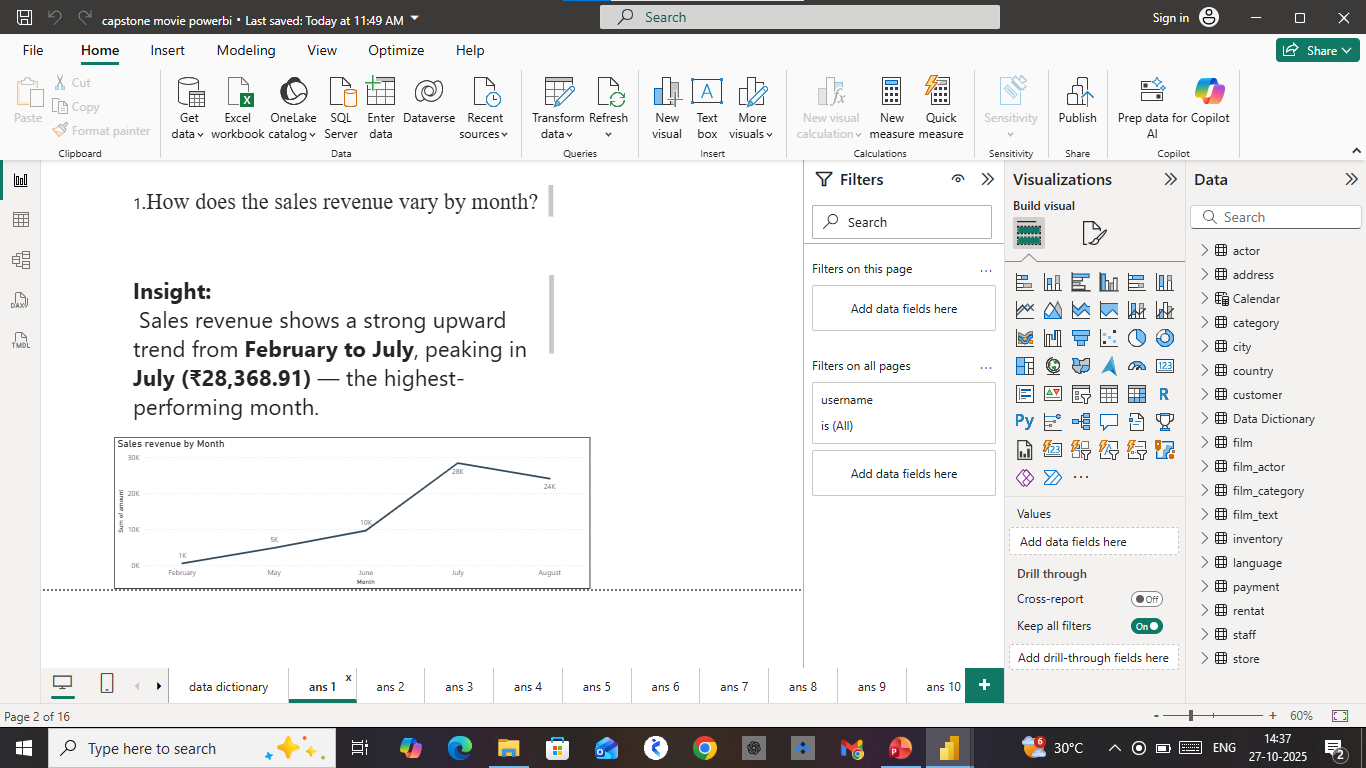 capstone movie powerbi • Last saved: Today at 11:49 AM
Search
Sign in
File
Home
Insert
Modeling
View
Optimize
Help
Share
Paste
Cut
Copy
Format painter
Clipboard
Get data
Excel workbook
OneLake catalog
SQL Server
Enter data
Dataverse
Recent sources
Data
Transform data
Refresh
Queries
New visual
Text box
More visuals
Insert
New visual calculation
New measure
Quick measure
Calculations
Sensitivity
Sensitivity
Publish
Share
Prep data for AI
Copilot
Copilot
1.How does the sales revenue vary by month?
Insight:
Sales revenue shows a strong upward
trend from February to July, peaking in
July (₹28,368.91) — the highest-
performing month.
Sales revenue by Month
30K
20K
10K
0K
Sum of amount
1K
5K
10K
28K
24K
February
May
June
July
August
Month
Filters
Search
Filters on this page
...
Add data fields here
Filters on all pages
...
username
is (All)
Add data fields here
Visualizations
Build visual
123
R
Py
123
...
Values
Add data fields here
Drill through
Cross-report
Off
Keep all filters
On
Add drill-through fields here
Data
Search
actor
address
Calendar
category
city
country
customer
Data Dictionary
film
film_actor
film_category
film_text
inventory
language
payment
rentat
staff
store
DAX
TMDL
data dictionary
ans 1
x
ans 2
ans 3
ans 4
ans 5
ans 6
ans 7
ans 8
ans 9
ans 10
+
Page 2 of 16
- + 60%
Type here to search
6
30°C
ENG
14:37
27-10-2025
2